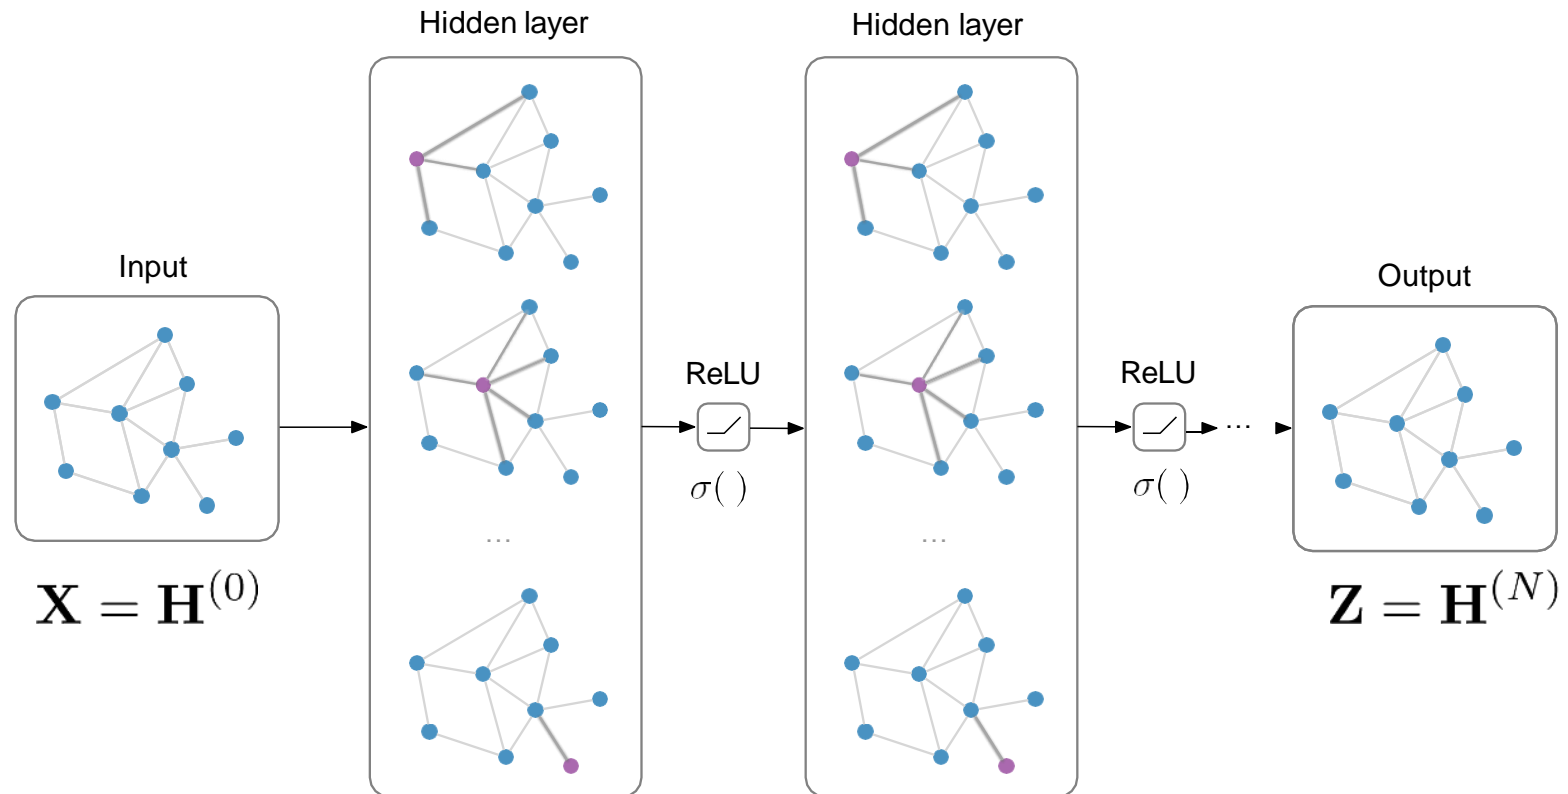 Input
X = H^{(0)}
Hidden layer
...
ReLU
σ( )
Hidden layer
...
ReLU
σ( )
...
Output
Z = H^{(N)}